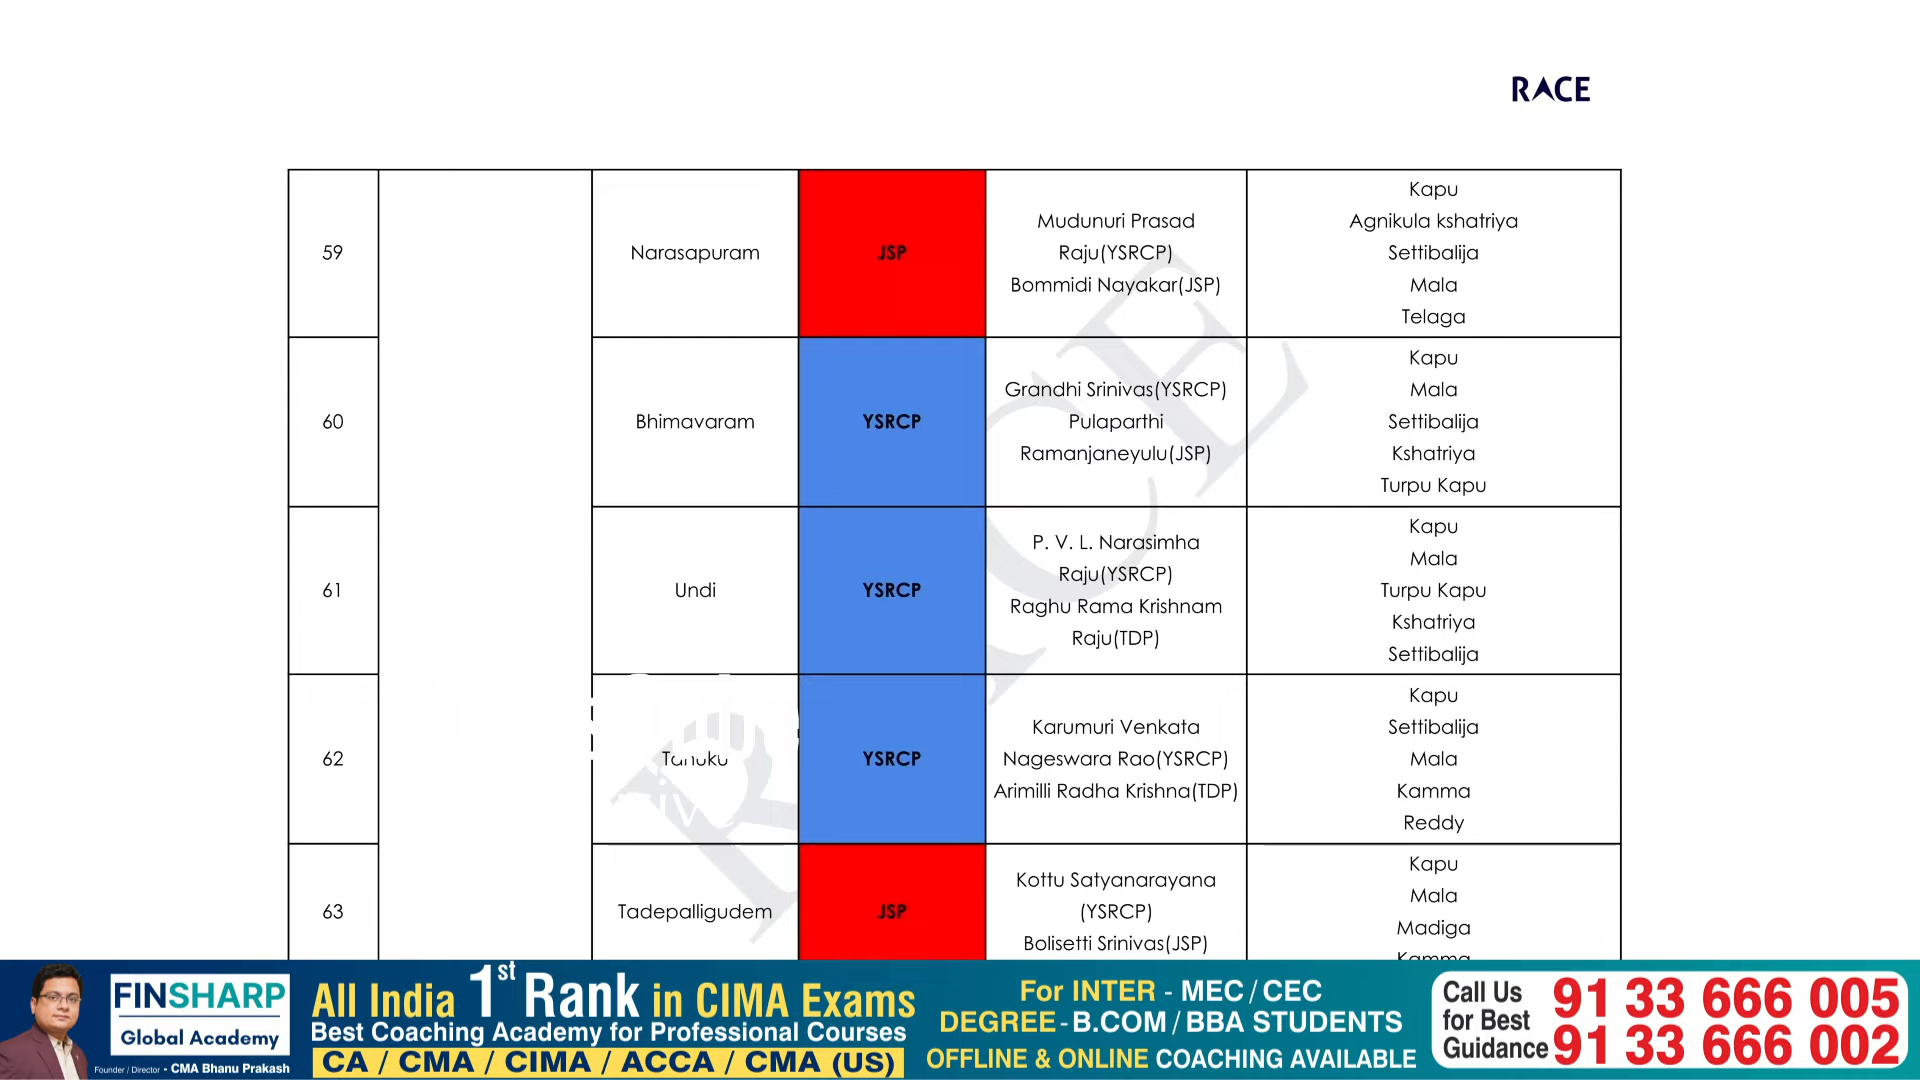 RACE
59
Narasapuram
JSP
Mudunuri Prasad
Raju(YSRCP)
Bommidi Nayakar(JSP)
Kapu
Agnikula kshatriya
Settibalija
Mala
Telaga
60
Bhimavaram
YSRCP
Grandhi Srinivas(YSRCP)
Pulaparthi
Ramanjaneyulu(JSP)
Kapu
Mala
Settibalija
Kshatriya
Turpu Kapu
61
Undi
YSRCP
P. V. L. Narasimha
Raju(YSRCP)
Raghu Rama Krishnam
Raju(TDP)
Kapu
Mala
Turpu Kapu
Kshatriya
Settibalija
62
Tanuku
YSRCP
Karumuri Venkata
Nageswara Rao(YSRCP)
Arimilli Radha Krishna(TDP)
Kapu
Settibalija
Mala
Kamma
Reddy
63
Tadepalligudem
JSP
Kottu Satyanarayana
(YSRCP)
Bolisetti Srinivas(JSP)
Kapu
Mala
Madiga
Kamma
RACE
FINSHARP
Global Academy
Founder / Director - CMA Bhanu Prakash
All India 1st Rank in CIMA Exams
Best Coaching Academy for Professional Courses
CA / CMA / CIMA / ACCA / CMA (US)
For INTER - MEC / CEC
DEGREE - B.COM / BBA STUDENTS
OFFLINE & ONLINE COACHING AVAILABLE
Call Us
for Best
Guidance
91 33 666 005
91 33 666 002